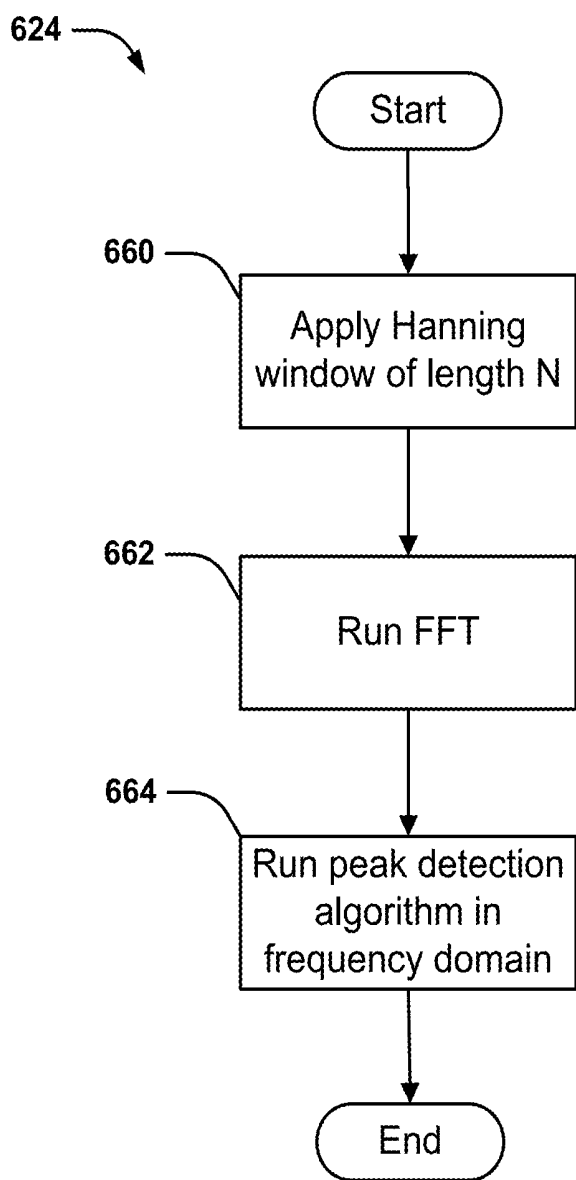 624
Start
660
Apply Hanning
window of length N
662
Run FFT
664
Run peak detection
algorithm in
frequency domain
End